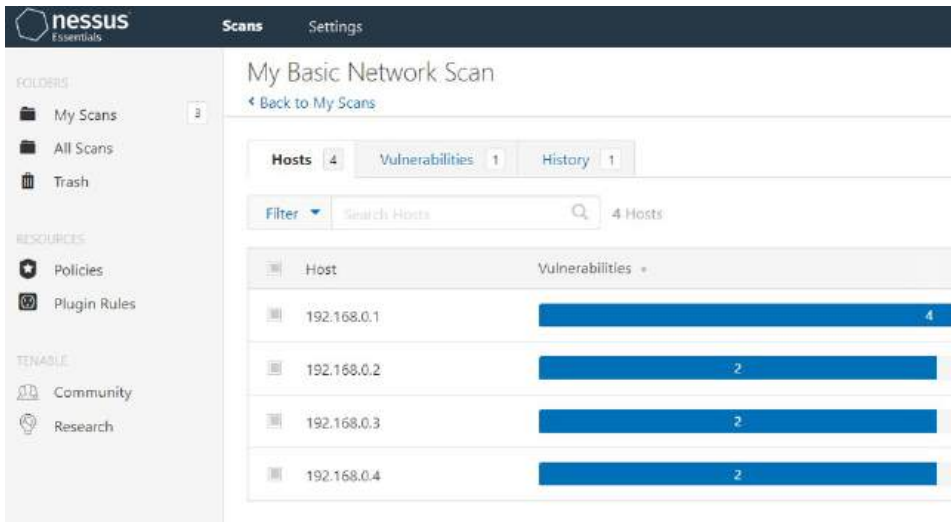 nessus
Essentials
Scans Settings
FOLDERS
My Scans 3
All Scans
Trash
RESOURCES
Policies
Plugin Rules
TENABLE
Community
Research
My Basic Network Scan
Back to My Scans
Hosts 4 Vulnerabilities 1 History 1
Filter Search Hosts 4 Hosts
Host Vulnerabilities
192.168.0.1 4
192.168.0.2 2
192.168.0.3 2
192.168.0.4 2